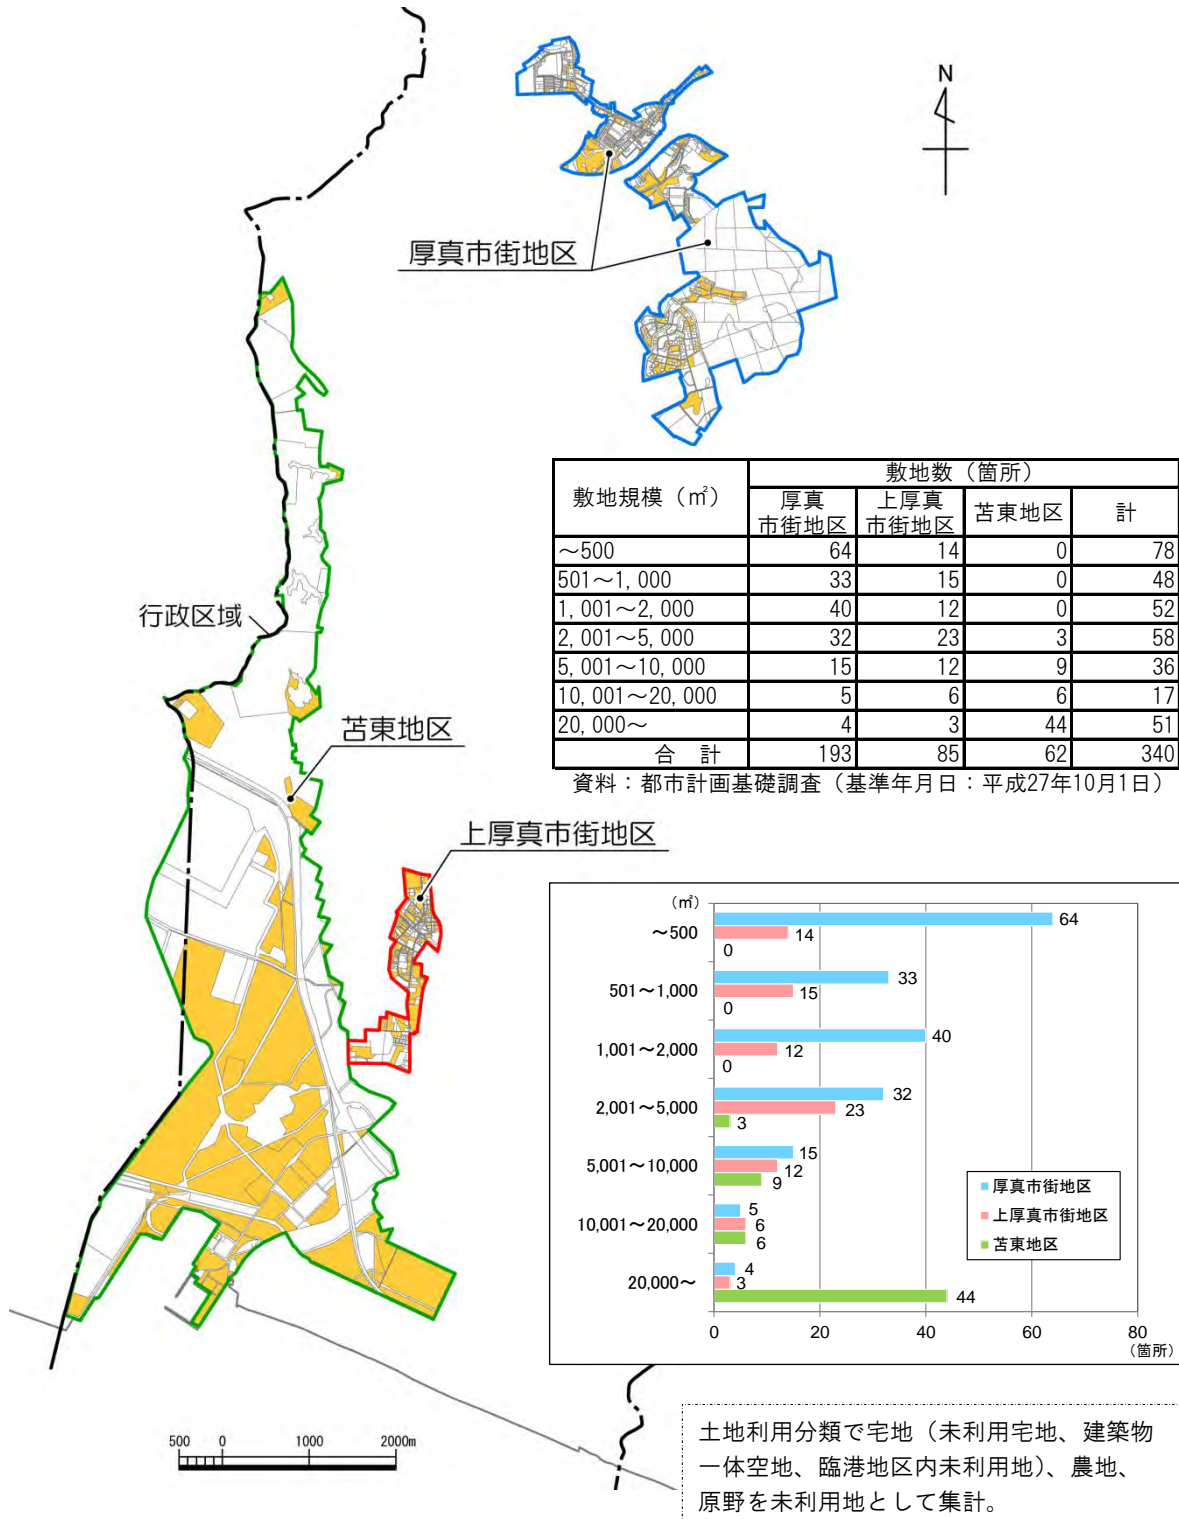 N
厚真市街地区
行政区域
苫東地区
上厚真市街地区
敷地規模（㎡） 敷地数（箇所）
厚真市街地区 上厚真市街地区 苫東地区 計
～500 64 14 0 78
501～1,000 33 15 0 48
1,001～2,000 40 12 0 52
2,001～5,000 32 23 3 58
5,001～10,000 15 12 9 36
10,001～20,000 5 6 6 17
20,000～ 4 3 44 51
合 計 193 85 62 340
資料：都市計画基礎調査（基準年月日：平成27年10月1日）
（㎡）
～500 64 14 0
501～1,000 33 15 0
1,001～2,000 40 12 0
2,001～5,000 32 23 3
5,001～10,000 15 12 9
10,001～20,000 5 6 6
20,000～ 4 3 44
厚真市街地区
上厚真市街地区
苫東地区
0 20 40 60 80
（箇所）
500 0 1000 2000m
土地利用分類で宅地（未利用宅地、建築物
一体空地、臨港地区内未利用地）、農地、
原野を未利用地として集計。